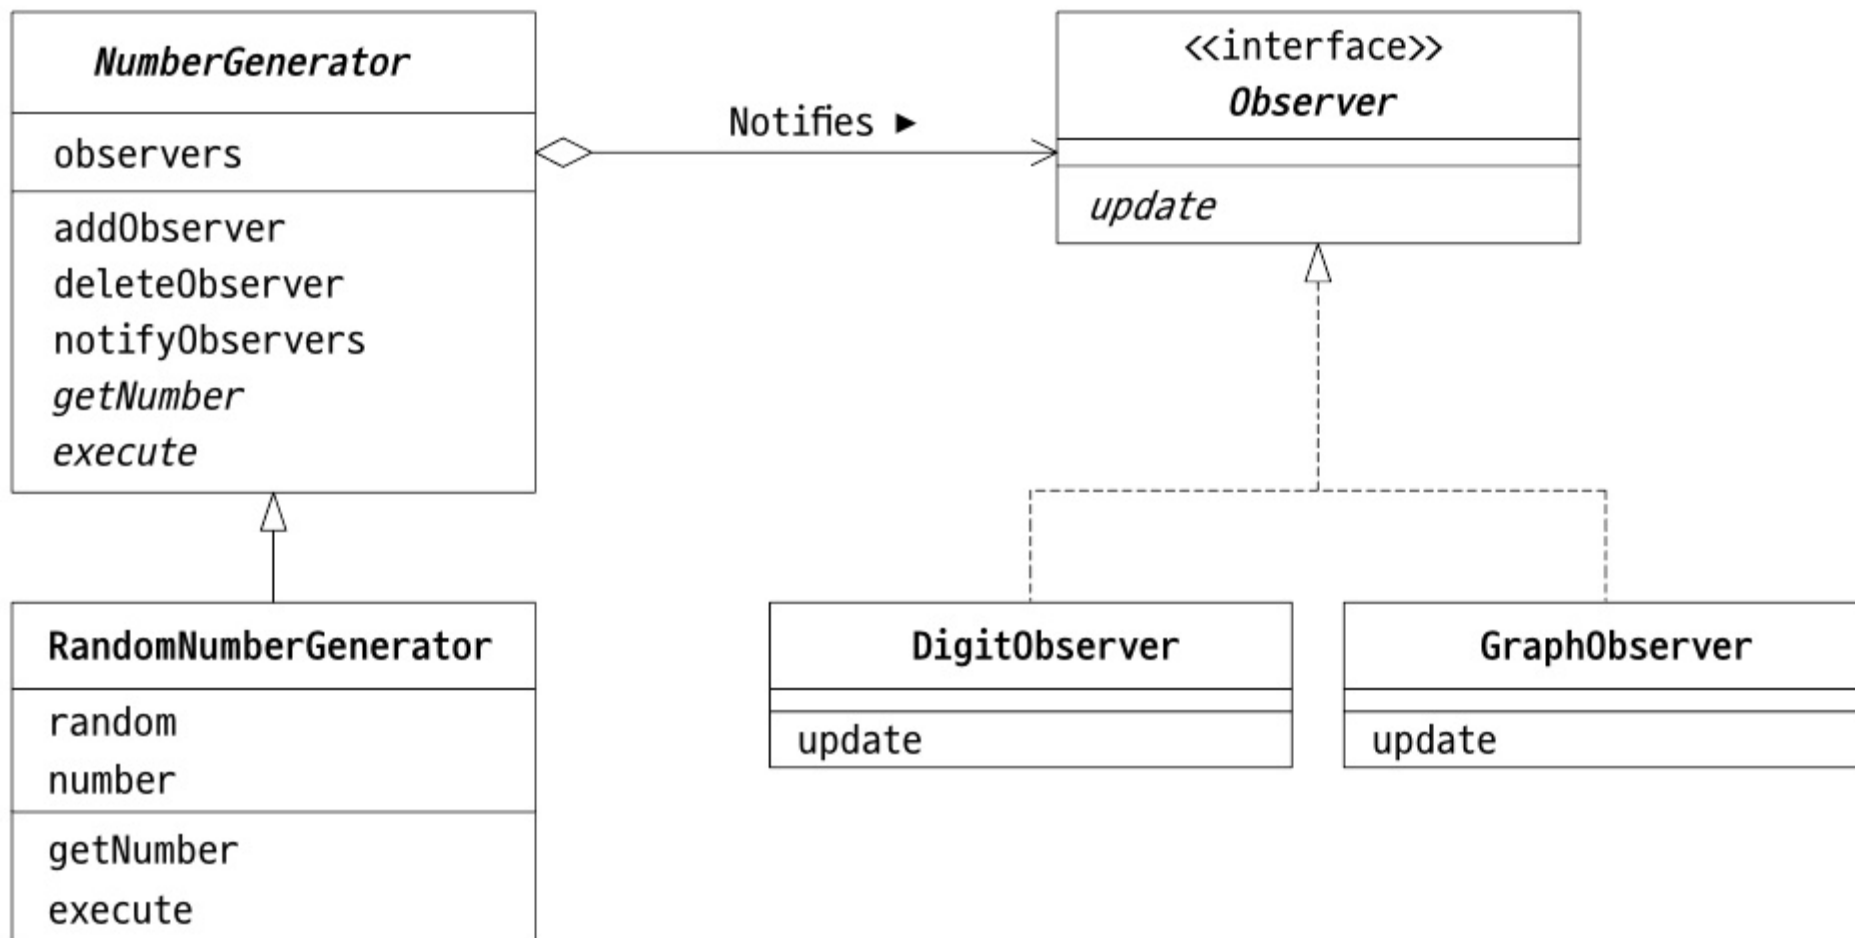 NumberGenerator
observers
addObserver
deleteObserver
notifyObservers
getNumber
execute
Notifies ►
<<interface>>
Observer
update
RandomNumberGenerator
random
number
getNumber
execute
DigitObserver
update
GraphObserver
update